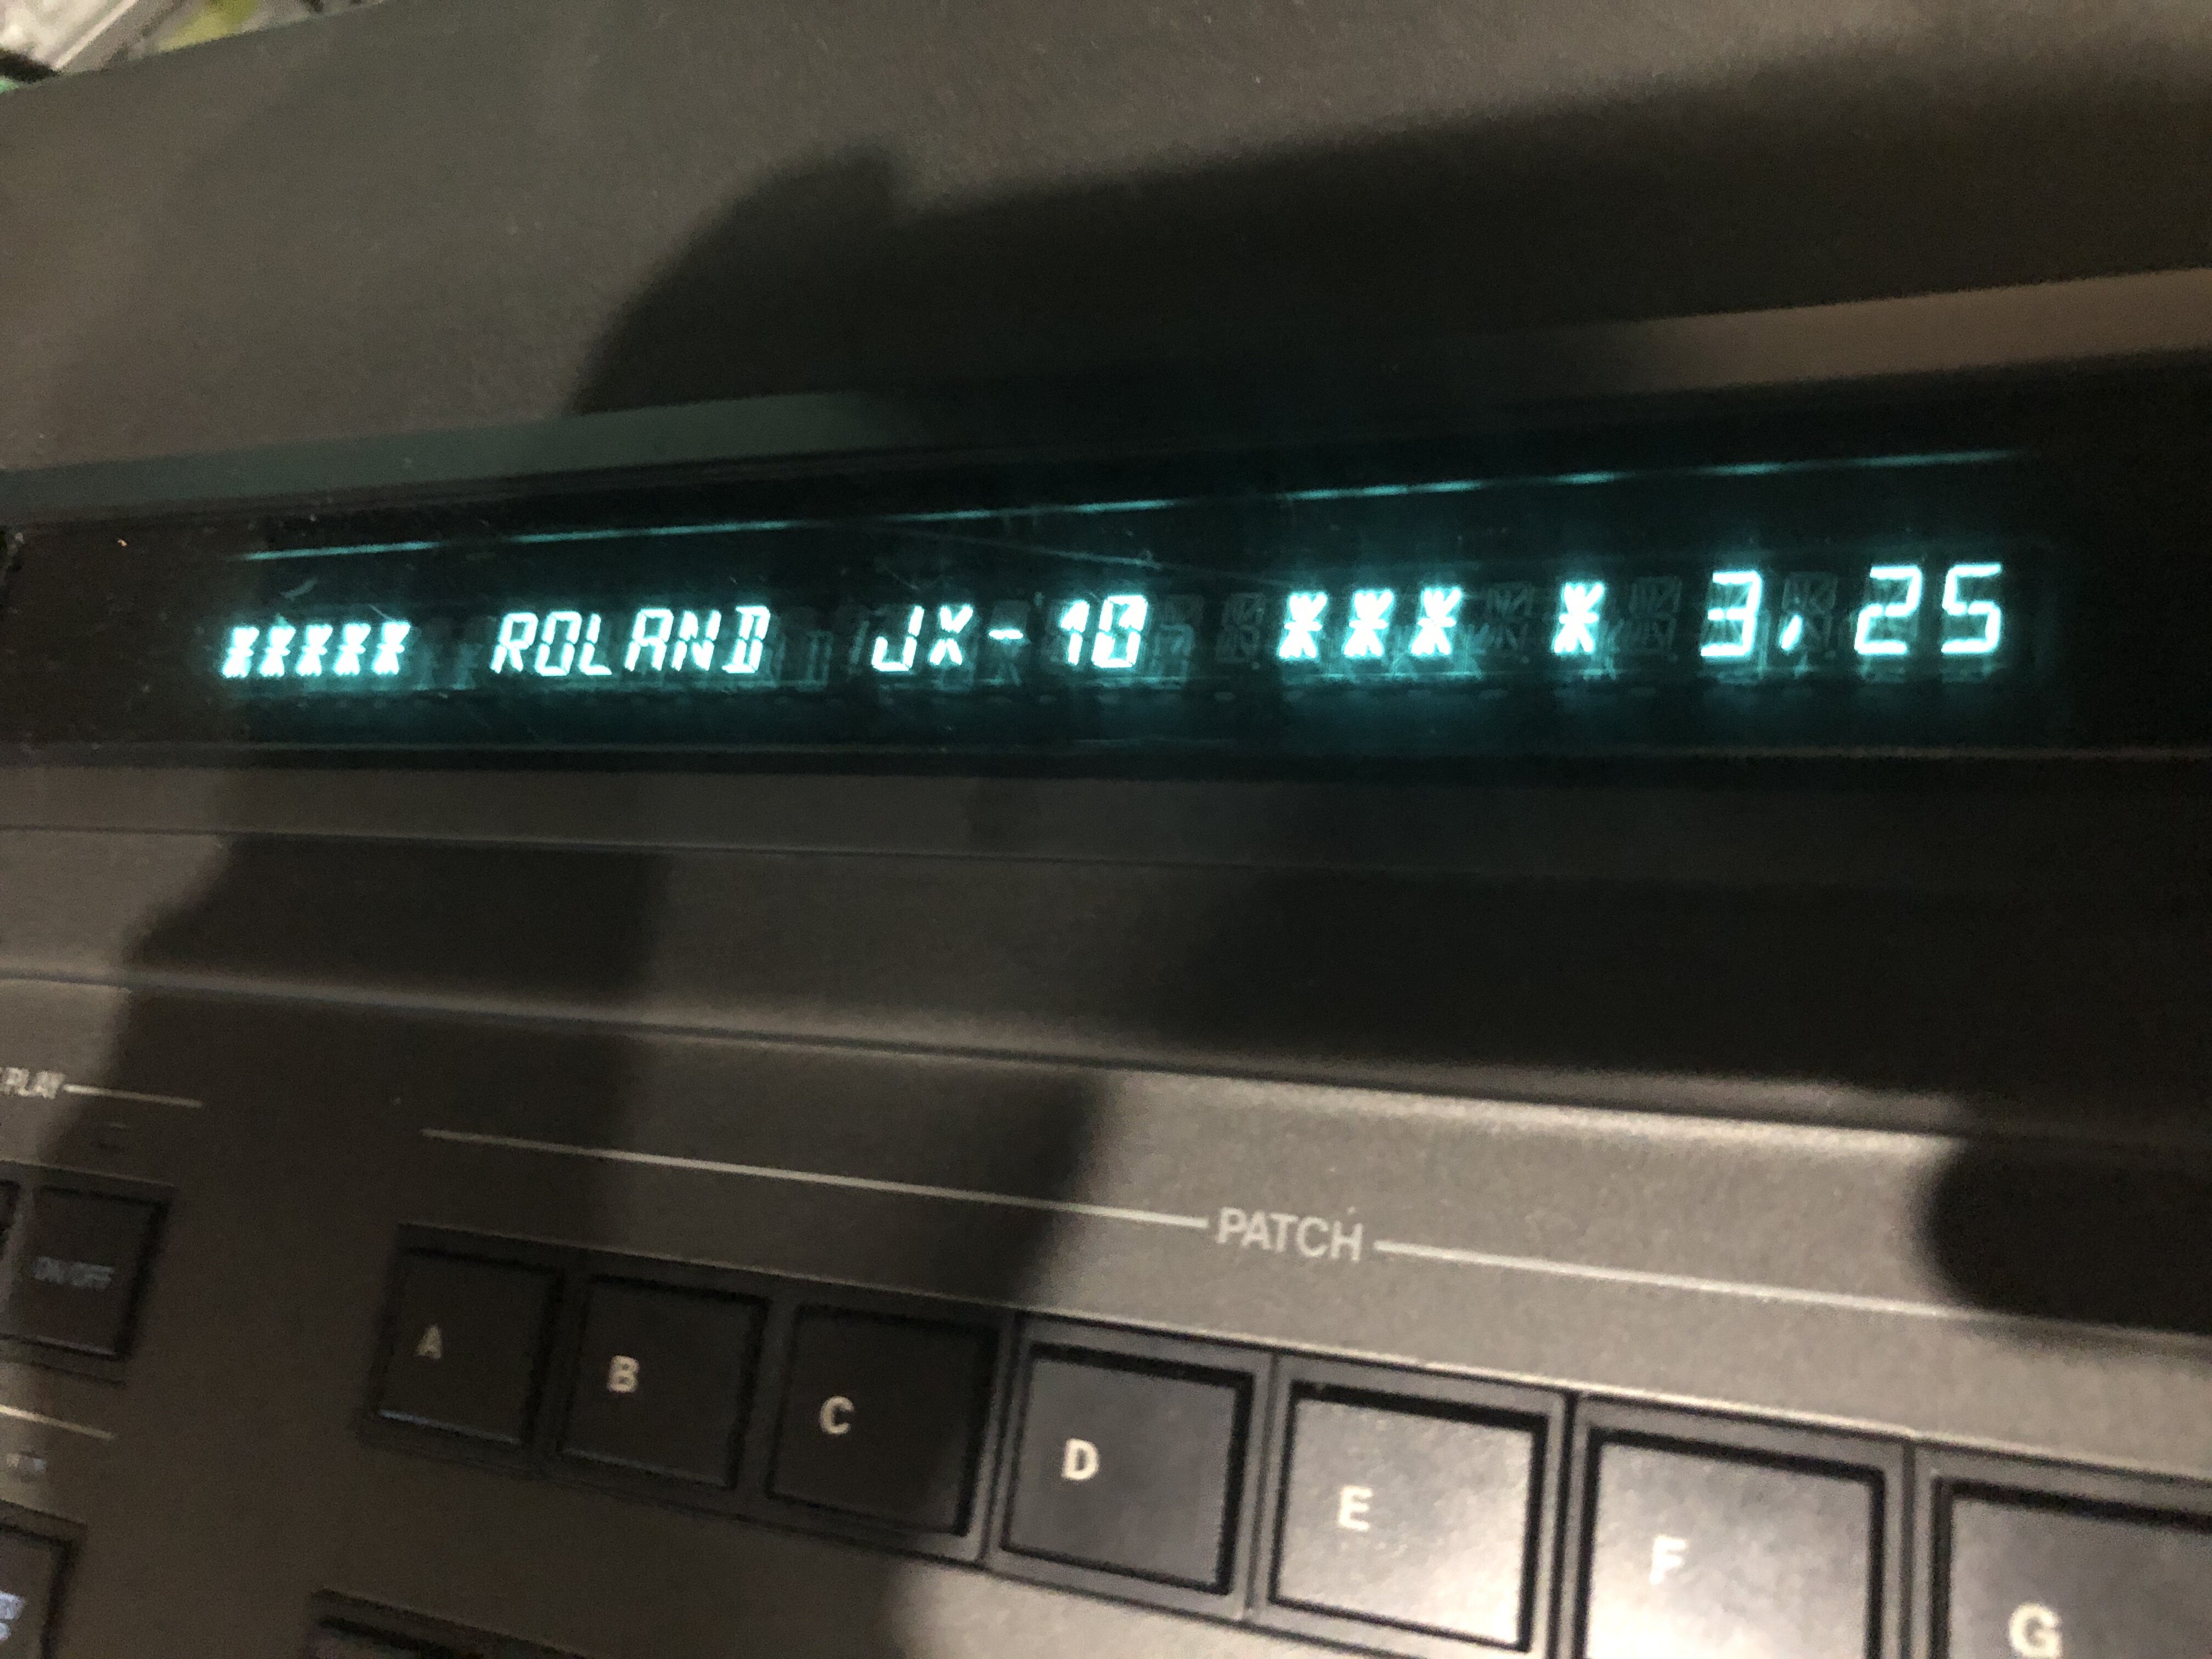 ***** ROLAND JX-10 *** * 3,25
PLAY
PATCH
ON/OFF
A
B
C
D
E
F
G